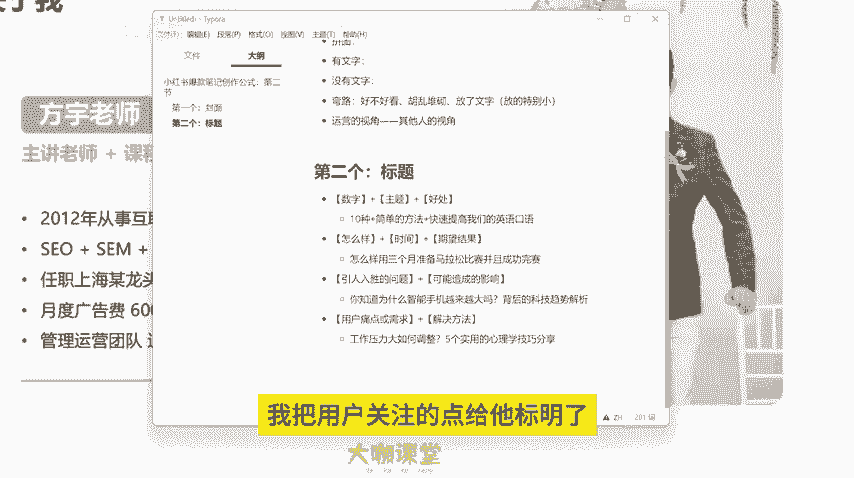 于我
Untitled - Typora
文件(F) 编辑(E) 段落(P) 格式(O) 视图(V) 主题(T) 帮助(H)
文件 大纲
小红书爆款笔记创作公式：第二节
第一个：封面
第二个：标题
有文字：
没有文字：
弯路：好不好看、胡乱堆砌、放了文字（放的特别小）
运营的视角——其他人的视角
第二个：标题
【数字】+【主题】+【好处】
10种+简单的方法+快速提高我们的英语口语
【怎么样】+【时间】+【期望结果】
怎么样用三个月准备马拉松比赛并且成功完赛
【引人入胜的问题】+【可能造成的影响】
你知道为什么智能手机越来越大吗？背后的科技趋势解析
【用户痛点或需求】+【解决方法】
工作压力大如何调整？5个实用的心理学技巧分享
ZH 201 词
方宇老师
主讲老师 + 课程
2012年从事互联
SEO + SEM +
任职上海某龙头
月度广告费 600
管理运营团队
我把用户关注的点给他标明了
大嘴课堂